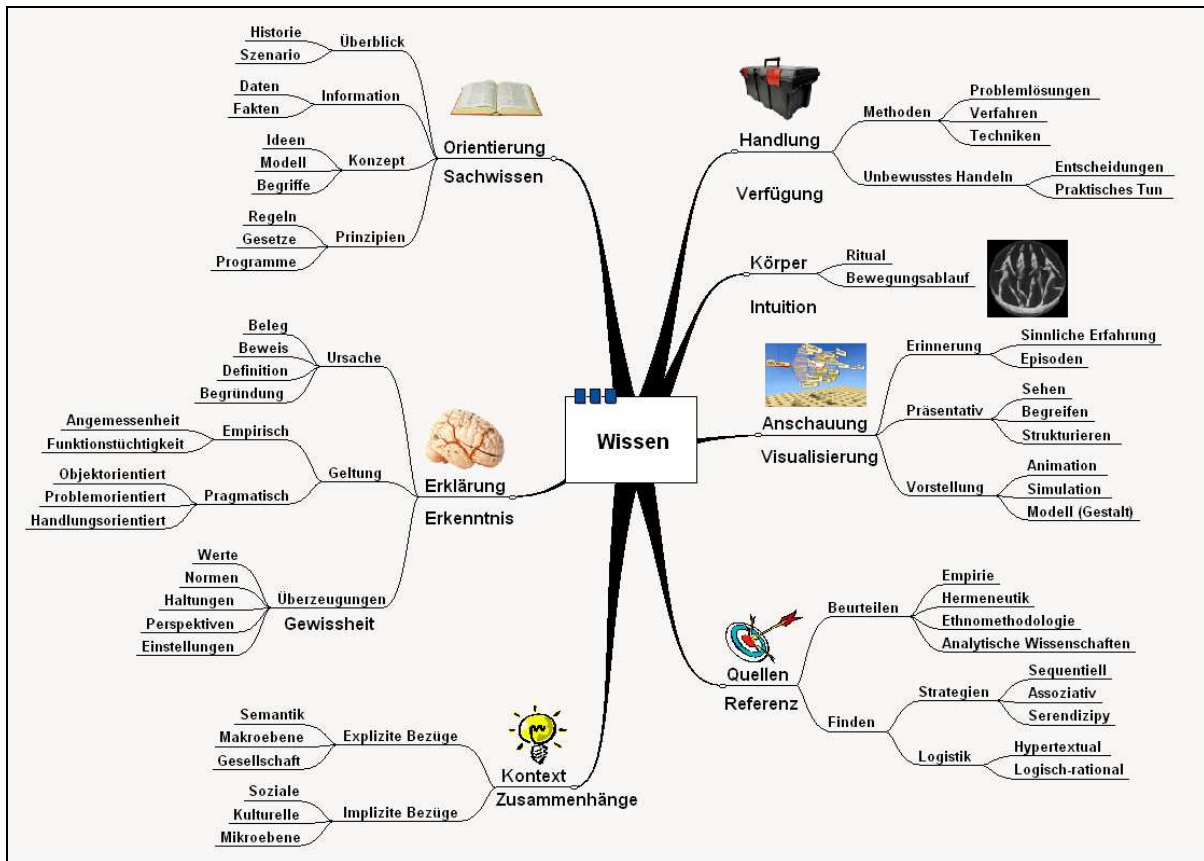 Wissen
Orientierung
Sachwissen
Überblick
Historie
Szenario
Information
Daten
Fakten
Konzept
Ideen
Modell
Begriffe
Prinzipien
Regeln
Gesetze
Programme
Erklärung
Erkenntnis
Ursache
Beleg
Beweis
Definition
Begründung
Geltung
Empirisch
Angemessenheit
Funktionstüchtigkeit
Pragmatisch
Objektorientiert
Problemorientiert
Handlungsorientiert
Überzeugungen
Gewissheit
Werte
Normen
Haltungen
Perspektiven
Einstellungen
Kontext
Zusammenhänge
Explizite Bezüge
Semantik
Makroebene
Gesellschaft
Implizite Bezüge
Soziale
Kulturelle
Mikroebene
Handlung
Verfügung
Methoden
Problemlösungen
Verfahren
Techniken
Unbewusstes Handeln
Entscheidungen
Praktisches Tun
Körper
Intuition
Ritual
Bewegungsablauf
Anschauung
Visualisierung
Erinnerung
Sinnliche Erfahrung
Episoden
Präsentativ
Sehen
Begreifen
Strukturieren
Vorstellung
Animation
Simulation
Modell (Gestalt)
Quellen
Referenz
Beurteilen
Empirie
Hermeneutik
Ethnomethodologie
Analytische Wissenschaften
Finden
Strategien
Sequentiell
Assoziativ
Serendizipy
Logistik
Hypertextual
Logisch-rational